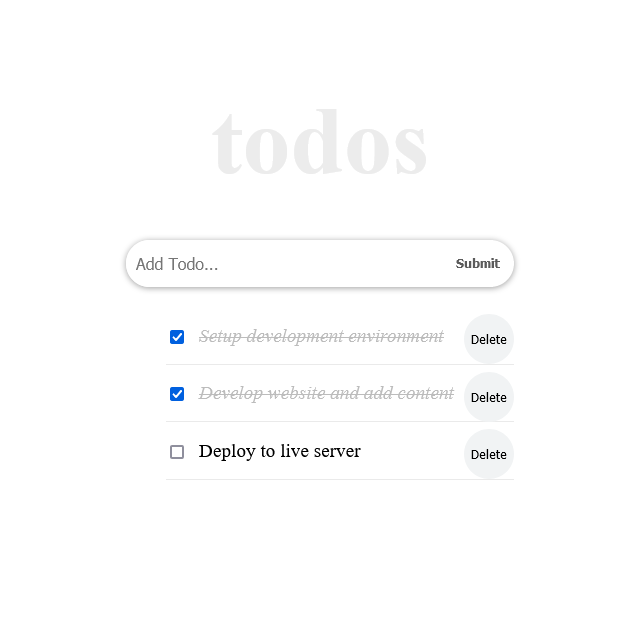 todos
Add Todo...
Submit
Setup development environment
Delete
Develop website and add content
Delete
Deploy to live server
Delete